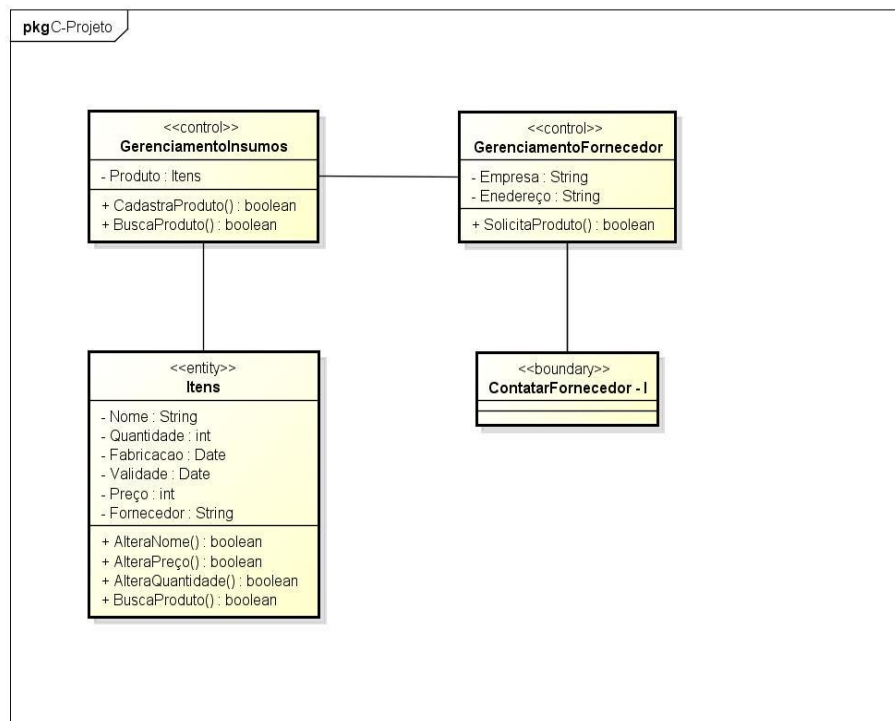 pkg C-Projeto
<<control>>
GerenciamentoInsumos
- Produto : Itens
+ CadastraProduto() : boolean
+ BuscaProduto() : boolean
<<control>>
GerenciamentoFornecedor
- Empresa : String
- Enedereço : String
+ SolicitaProduto() : boolean
<<entity>>
Itens
- Nome : String
- Quantidade : int
- Fabricacao : Date
- Validade : Date
- Preço : int
- Fornecedor : String
+ AlteraNome() : boolean
+ AlteraPreço() : boolean
+ AlteraQuantidade() : boolean
+ BuscaProduto() : boolean
<<boundary>>
ContatarFornecedor - I